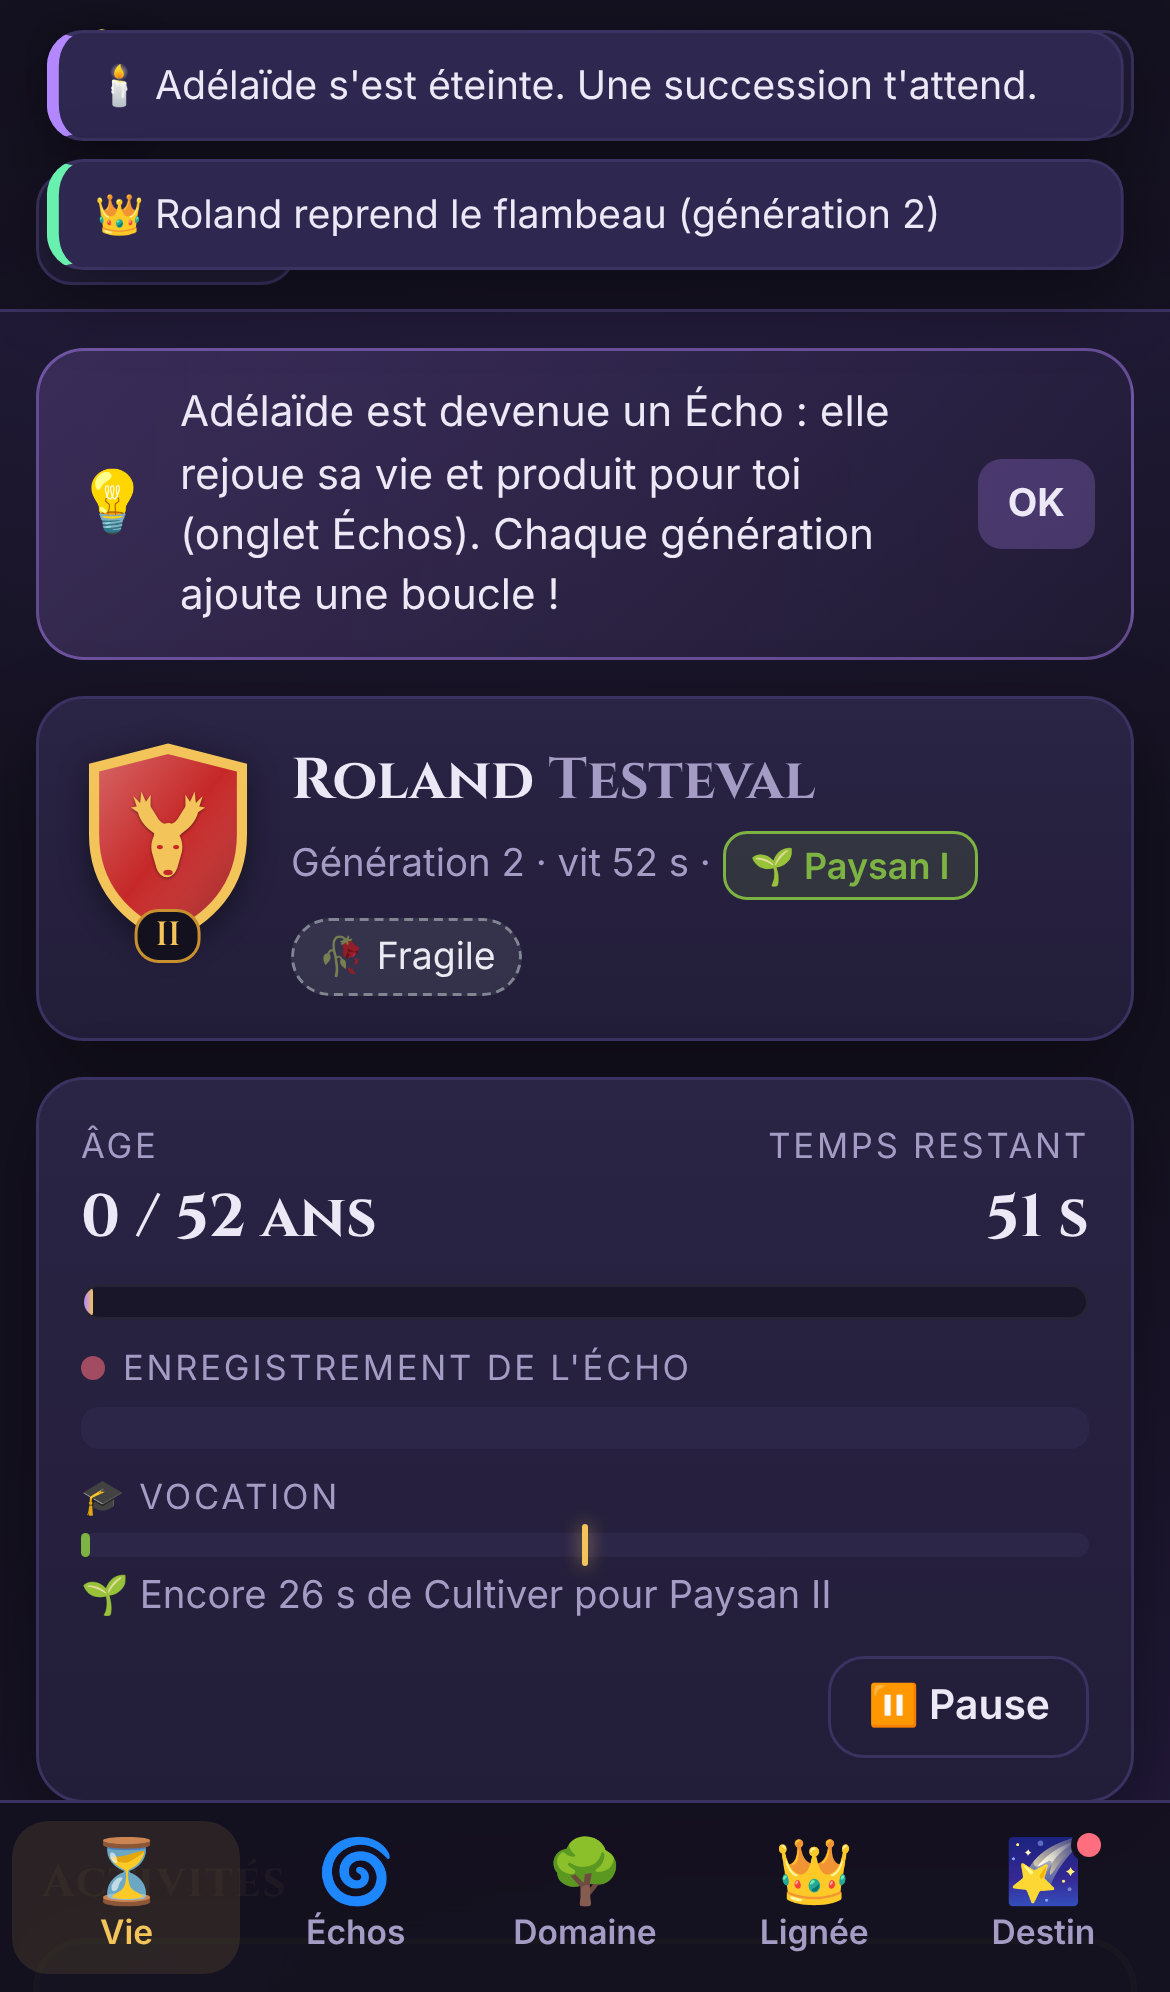 Adélaïde s'est éteinte. Une succession t'attend.
Roland reprend le flambeau (génération 2)
Adélaïde est devenue un Écho : elle
rejoue sa vie et produit pour toi
(onglet Échos). Chaque génération
ajoute une boucle !
OK
ROLAND TESTEVAL
Génération 2 · vit 52 s · Paysan I
II
Fragile
ÂGE
TEMPS RESTANT
0 / 52 ANS
51 S
ENREGISTREMENT DE L'ÉCHO
VOCATION
Encore 26 s de Cultiver pour Paysan II
Pause
ACTIVITÉS
Vie
Échos
Domaine
Lignée
Destin